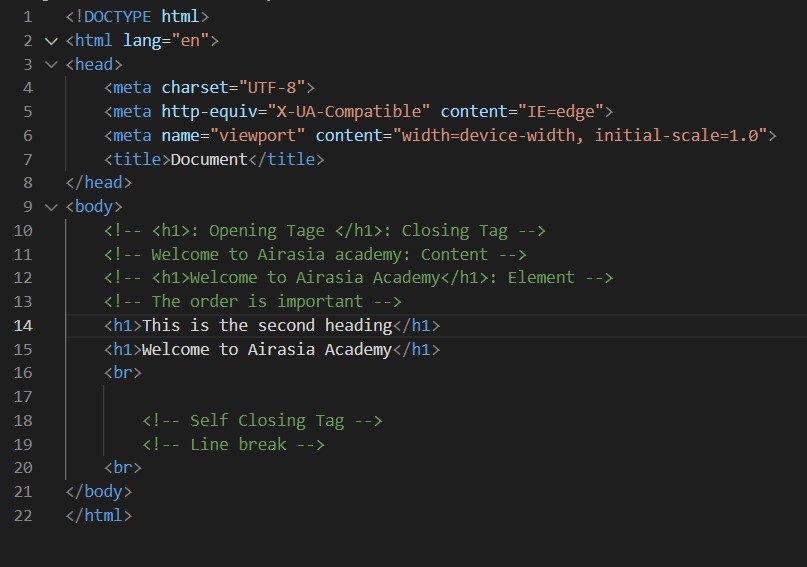 1 <!DOCTYPE html>
2 <html lang="en">
3 <head>
4 <meta charset="UTF-8">
5 <meta http-equiv="X-UA-Compatible" content="IE=edge">
6 <meta name="viewport" content="width=device-width, initial-scale=1.0">
7 <title>Document</title>
8 </head>
9 <body>
10 <!-- <h1>: Opening Tage </h1>: Closing Tag -->
11 <!-- Welcome to Airasia academy: Content -->
12 <!-- <h1>Welcome to Airasia Academy</h1>: Element -->
13 <!-- The order is important -->
14 <h1>This is the second heading</h1>
15 <h1>Welcome to Airasia Academy</h1>
16 <br>
17
18 <!-- Self Closing Tag -->
19 <!-- Line break -->
20 <br>
21 </body>
22 </html>